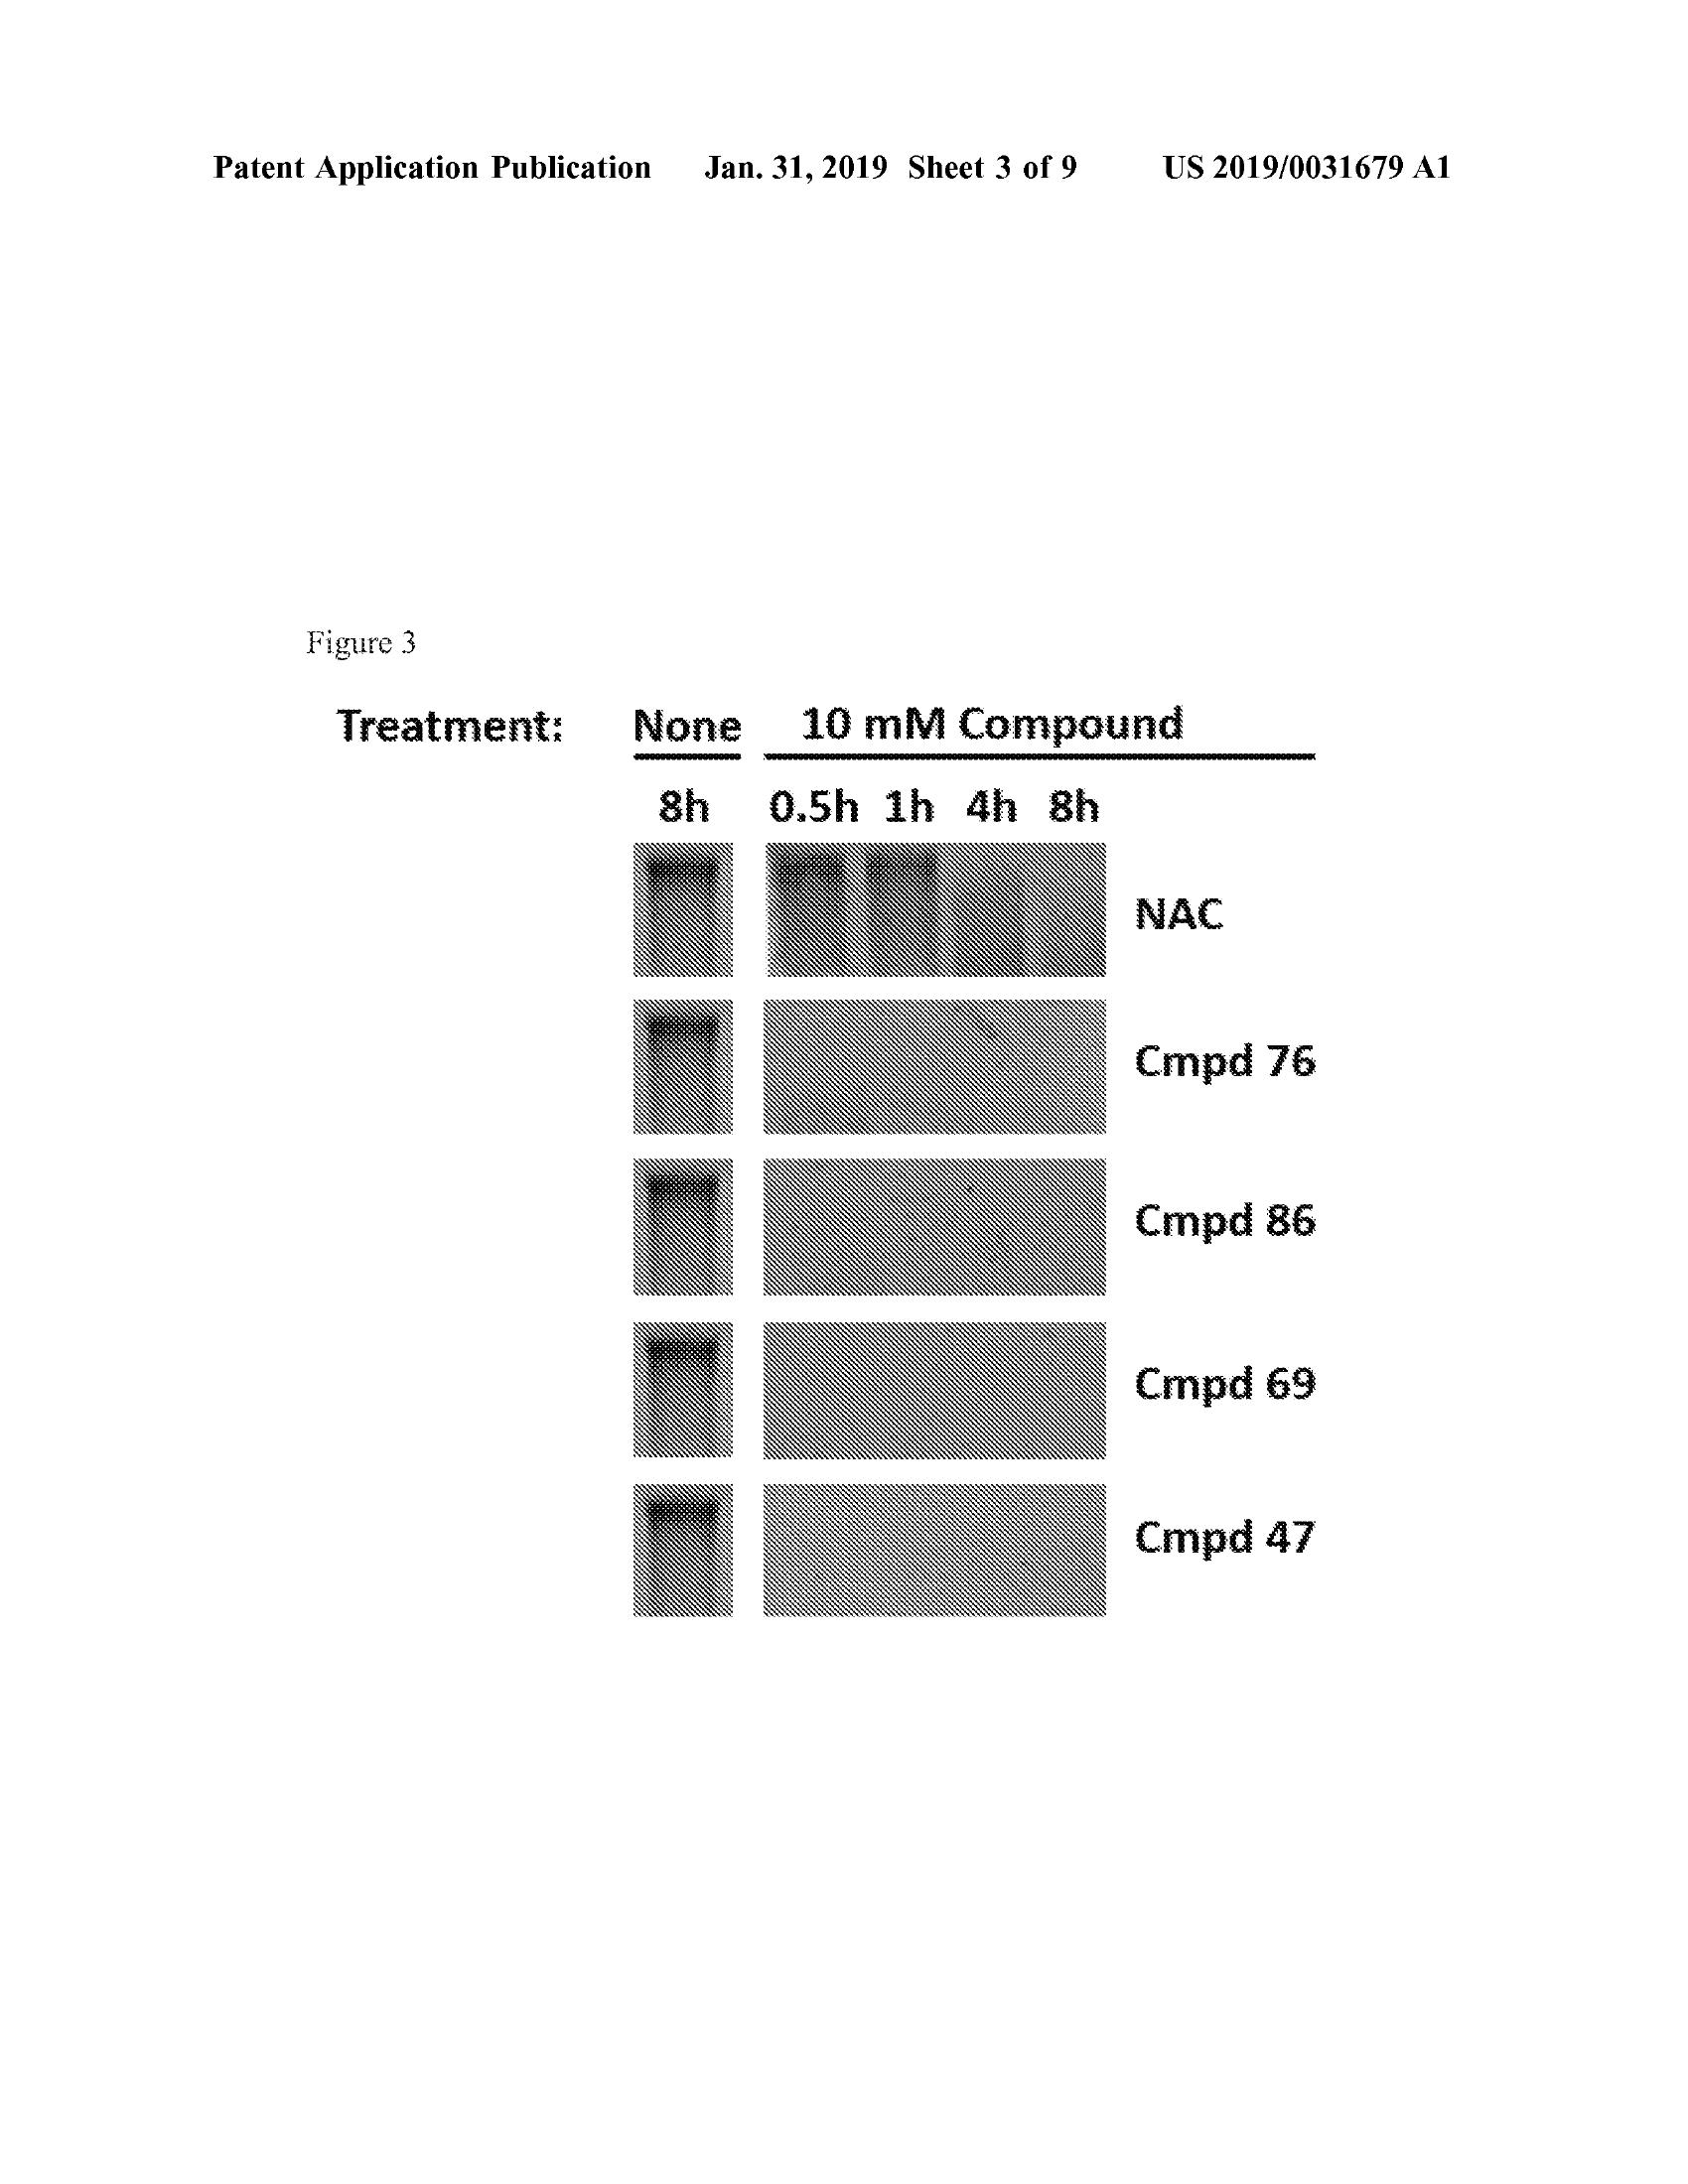 Patent Application Publication Jan. 31, 2019 Sheet 3 of 9 US 2019/0031679 A1
Figure 3
Treatment: None 10 mM Compound
8h 0.5h 1h 4h 8h
NAC
Cmpd 76
Cmpd 86
Cmpd 69
Cmpd 47